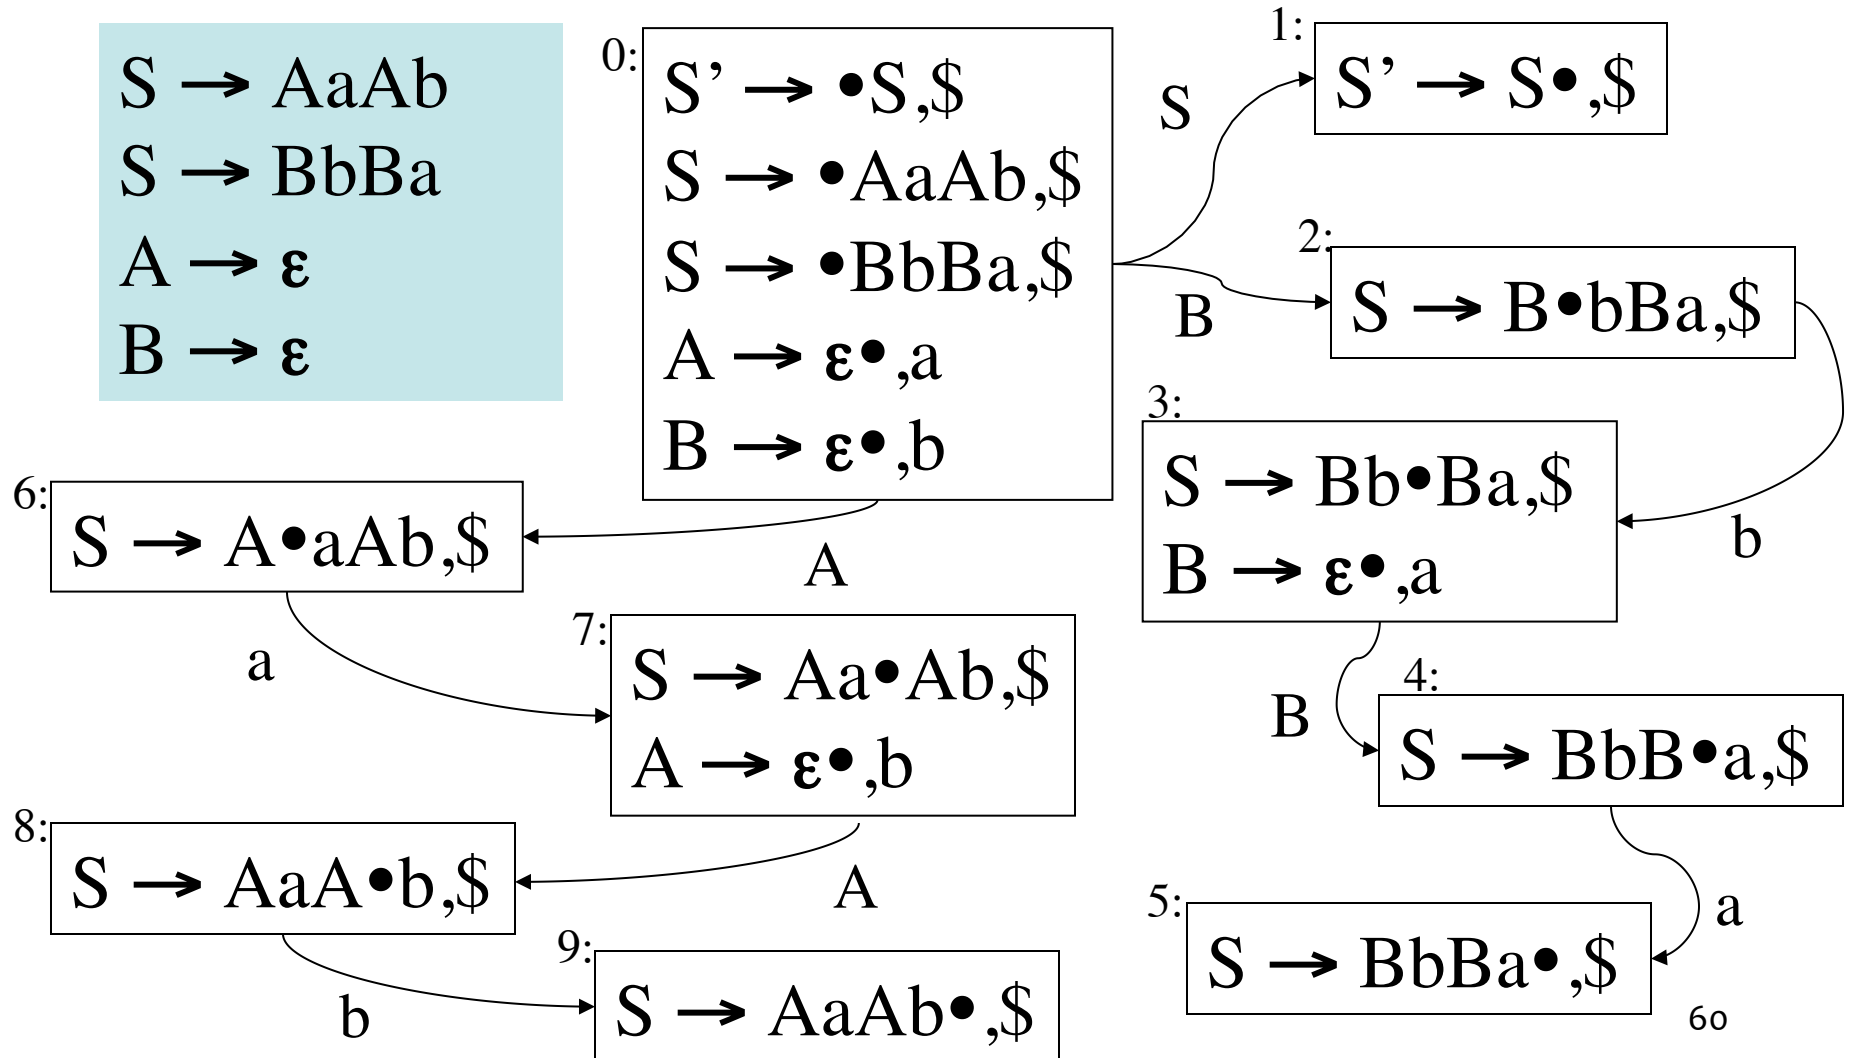 S → AaAb
S → BbBa
A → ε
B → ε
0:
S’ → •S,$
S → •AaAb,$
S → •BbBa,$
A → ε•,a
B → ε•,b
S
1:
S’ → S•,$
B
2:
S → B•bBa,$
b
3:
S → Bb•Ba,$
B → ε•,a
B
4:
S → BbB•a,$
a
5:
S → BbBa•,$
A
6:
S → A•aAb,$
a
7:
S → Aa•Ab,$
A → ε•,b
A
8:
S → AaA•b,$
b
9:
S → AaAb•,$
60